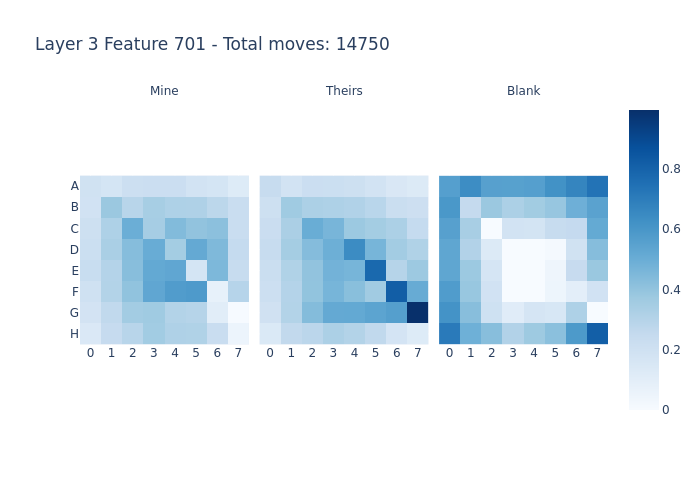 Layer 3 Feature 701 - Total moves: 14750
Mine Theirs Blank
A
B
C
D
E
F
G
H
0 1 2 3 4 5 6 7 0 1 2 3 4 5 6 7 0 1 2 3 4 5 6 7
0.8
0.6
0.4
0.2
0